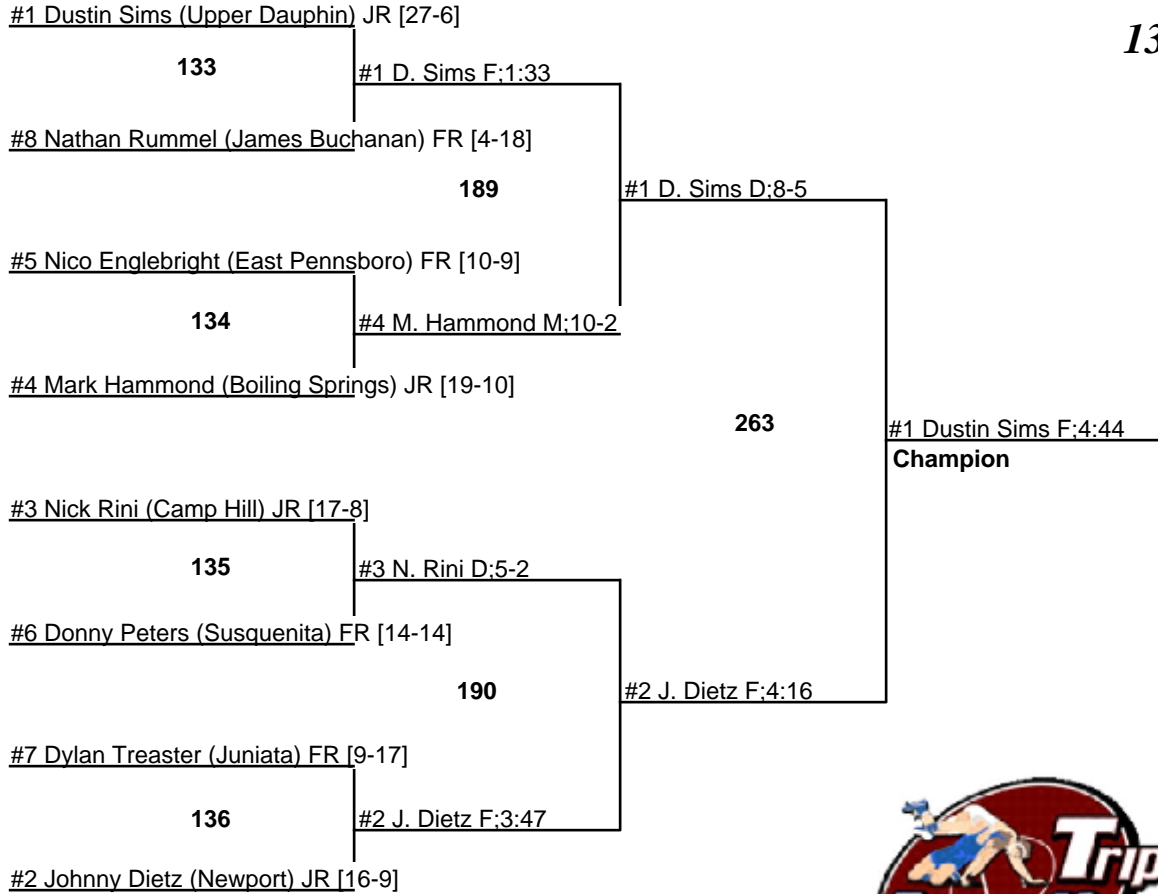 #1 Dustin Sims (Upper Dauphin) JR [27-6]
13
133
#1 D. Sims F;1:33
#8 Nathan Rummel (James Buchanan) FR [4-18]
189
#1 D. Sims D;8-5
#5 Nico Englebright (East Pennsboro) FR [10-9]
134
#4 M. Hammond M;10-2
#4 Mark Hammond (Boiling Springs) JR [19-10]
263
#1 Dustin Sims F;4:44
Champion
#3 Nick Rini (Camp Hill) JR [17-8]
135
#3 N. Rini D;5-2
#6 Donny Peters (Susquenita) FR [14-14]
190
#2 J. Dietz F;4:16
#7 Dylan Treaster (Juniata) FR [9-17]
136
#2 J. Dietz F;3:47
Trip
#2 Johnny Dietz (Newport) JR [16-9]